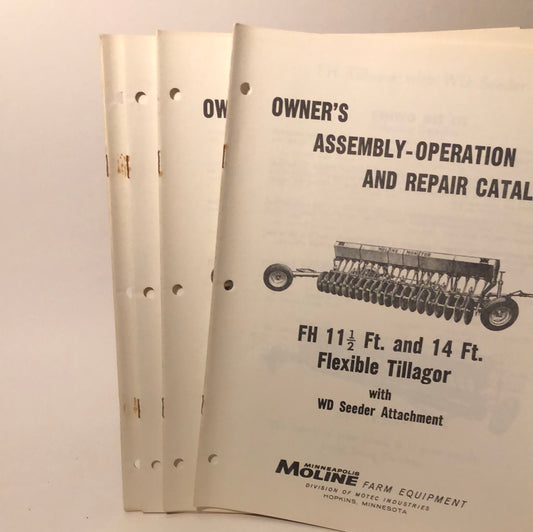 OWNER'S
ASSEMBLY-OPERATION
AND REPAIR CATAL
FH 11½ Ft. and 14 Ft.
Flexible Tillagor
with
WD Seeder Attachment
MINNEAPOLIS
MOLINE FARM EQUIPMENT
DIVISION OF MOTEC INDUSTRIES
HOPKINS, MINNESOTA
OW